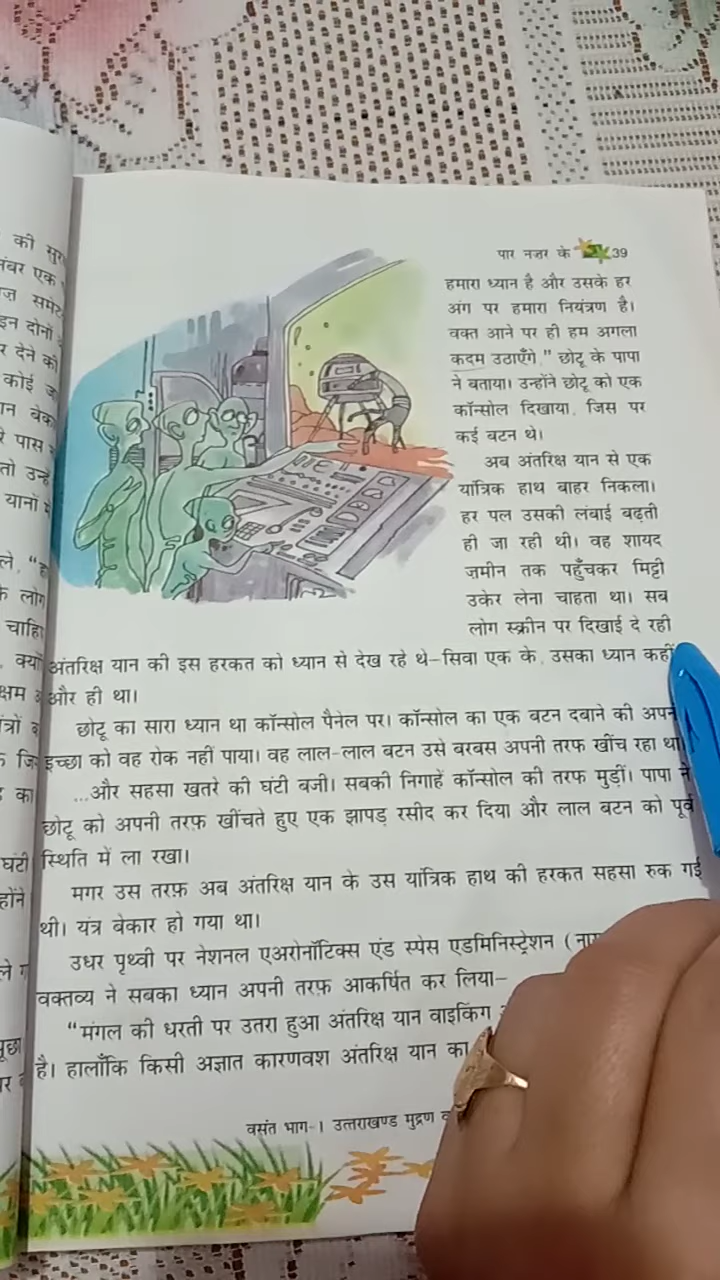 की सुर
नंबर एक
समेट
इन दोनों
र देने की
कोई
यान बेक
पास
तो उन्हें
यानों में
ले, "ह
के लोग
चाहि
क्यों
क्षम
घंटी
होंने
पूछा
पार नज़र के 39
हमारा ध्यान है और उसके हर
अंग पर हमारा नियंत्रण है।
वक्त आने पर ही हम अगला
कदम उठाएँगे," छोटू के पापा
ने बताया। उन्होंने छोटू को एक
कॉन्सोल दिखाया, जिस पर
कई बटन थे।
अब अंतरिक्ष यान से एक
यांत्रिक हाथ बाहर निकला।
हर पल उसकी लंबाई बढ़ती
ही जा रही थी। वह शायद
ज़मीन तक पहुँचकर मिट्टी
उकेर लेना चाहता था। सब
लोग स्क्रीन पर दिखाई दे रही
अंतरिक्ष यान की इस हरकत को ध्यान से देख रहे थे–सिवा एक के, उसका ध्यान कहीं
और ही था।
छोटू का सारा ध्यान था कॉन्सोल पैनेल पर। कॉन्सोल का एक बटन दबाने की अपनी
इच्छा को वह रोक नहीं पाया। वह लाल-लाल बटन उसे बरबस अपनी तरफ खींच रहा था।
...और सहसा खतरे की घंटी बजी। सबकी निगाहें कॉन्सोल की तरफ मुड़ीं। पापा ने
छोटू को अपनी तरफ़ खींचते हुए एक झापड़ रसीद कर दिया और लाल बटन को पूर्व
स्थिति में ला रखा।
मगर उस तरफ़ अब अंतरिक्ष यान के उस यांत्रिक हाथ की हरकत सहसा रुक गई
थी। यंत्र बेकार हो गया था।
उधर पृथ्वी पर नेशनल एअरोनॉटिक्स एंड स्पेस एडमिनिस्ट्रेशन (ना
वक्तव्य ने सबका ध्यान अपनी तरफ़ आकर्षित कर लिया–
"मंगल की धरती पर उतरा हुआ अंतरिक्ष यान वाइकिंग
है। हालाँकि किसी अज्ञात कारणवश अंतरिक्ष यान का
वसंत भाग-। उत्तराखण्ड मुद्रण